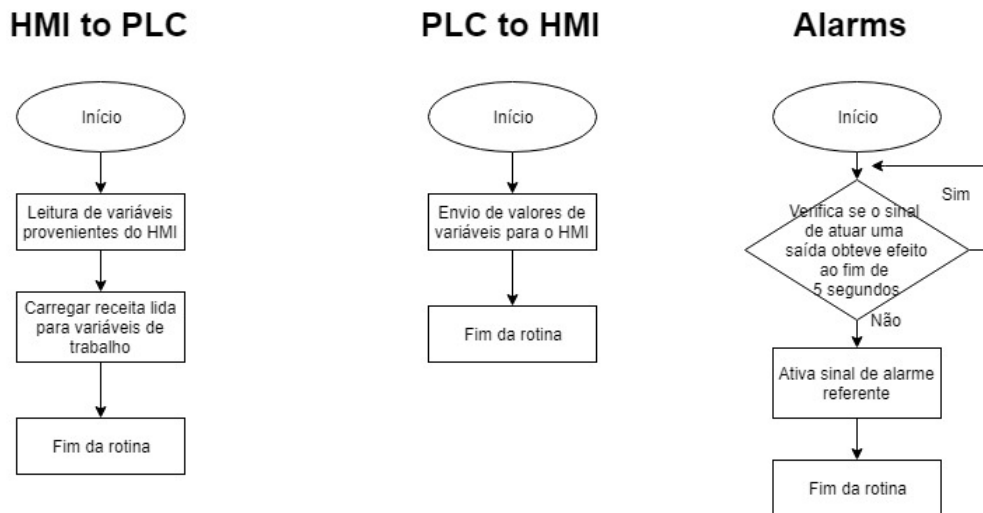 HMI to PLC
Início
Leitura de variáveis
provenientes do HMI
Carregar receita lida
para variáveis de
trabalho
Fim da rotina
PLC to HMI
Início
Envio de valores de
variáveis para o HMI
Fim da rotina
Alarms
Início
Sim
Verifica se o sinal
de atuar uma
saída obteve efeito
ao fim de
5 segundos
Não
Ativa sinal de alarme
referente
Fim da rotina